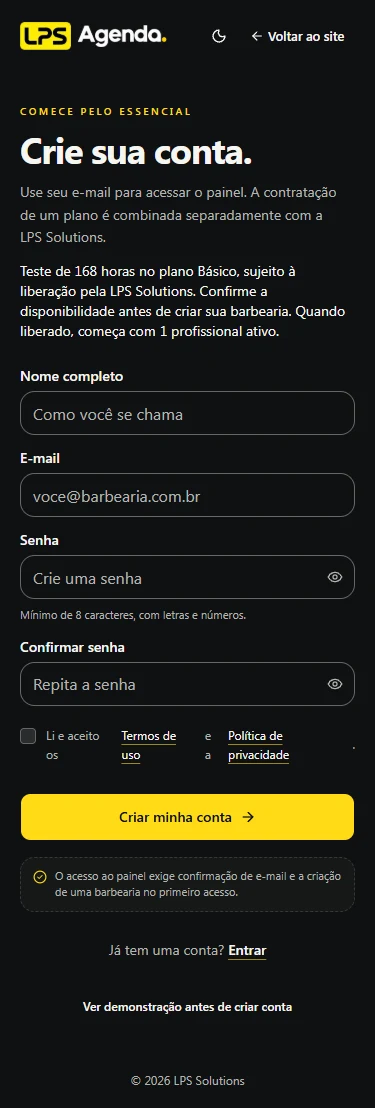 LPS Agenda.
← Voltar ao site
COMECE PELO ESSENCIAL
Crie sua conta.
Use seu e-mail para acessar o painel. A contratação
de um plano é combinada separadamente com a
LPS Solutions.
Teste de 168 horas no plano Básico, sujeito à
liberação pela LPS Solutions. Confirme a
disponibilidade antes de criar sua barbearia. Quando
liberado, começa com 1 profissional ativo.
Nome completo
Como você se chama
E-mail
voce@barbearia.com.br
Senha
Crie uma senha
Mínimo de 8 caracteres, com letras e números.
Confirmar senha
Repita a senha
Li e aceito os Termos de uso e a Política de privacidade.
Criar minha conta →
O acesso ao painel exige confirmação de e-mail e a criação
de uma barbearia no primeiro acesso.
Já tem uma conta? Entrar
Ver demonstração antes de criar conta
© 2026 LPS Solutions